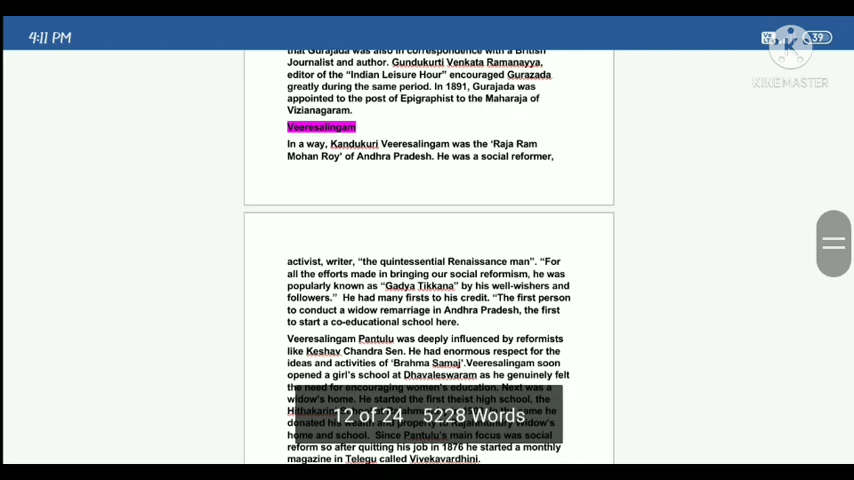 4:11 PM
39
KINEMASTER
that Gurajada was also in correspondence with a British
Journalist and author. Gundukurti Venkata Ramanayya,
editor of the “Indian Leisure Hour” encouraged Gurazada
greatly during the same period. In 1891, Gurajada was
appointed to the post of Epigraphist to the Maharaja of
Vizianagaram.
Veeresalingam
In a way, Kandukuri Veeresalingam was the ‘Raja Ram
Mohan Roy’ of Andhra Pradesh. He was a social reformer,
activist, writer, “the quintessential Renaissance man”. “For
all the efforts made in bringing our social reformism, he was
popularly known as “Gadya Tikkana” by his well-wishers and
followers.” He had many firsts to his credit. “The first person
to conduct a widow remarriage in Andhra Pradesh, the first
to start a co-educational school here.
Veeresalingam Pantulu was deeply influenced by reformists
like Keshav Chandra Sen. He had enormous respect for the
ideas and activities of ‘Brahma Samaj’.Veeresalingam soon
opened a girl’s school at Dhavaleswaram as he genuinely felt
the need for encouraging women’s education. Next was a
widow’s home. He started the first theist high school, the
12 of 24 5228 Words
donated his wealth and property to Rajahmundry Widow’s
home and school. Since Pantulu’s main focus was social
reform so after quitting his job in 1876 he started a monthly
magazine in Telegu called Vivekavardhini.